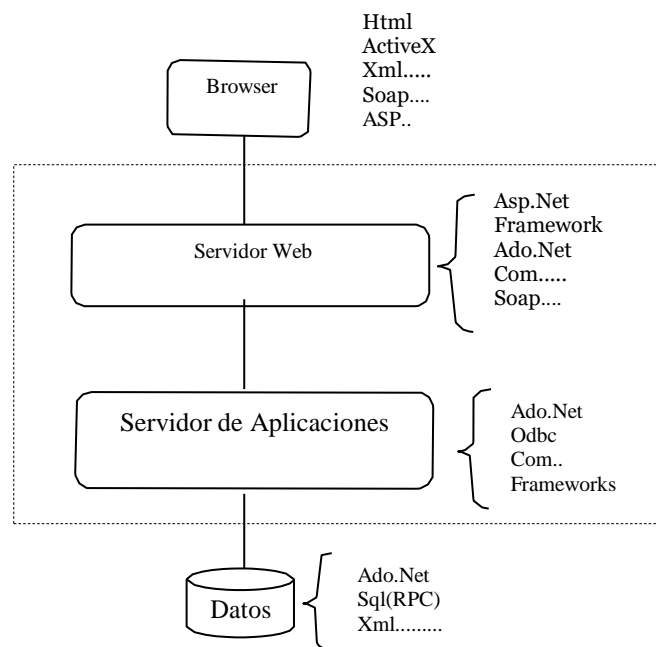 Html
ActiveX
Xml.....
Soap....
ASP..
Browser
Asp.Net
Framework
Ado.Net
Com.....
Soap....
Servidor Web
Servidor de Aplicaciones
Ado.Net
Odbc
Com..
Frameworks
Datos
Ado.Net
Sql(RPC)
Xml.........